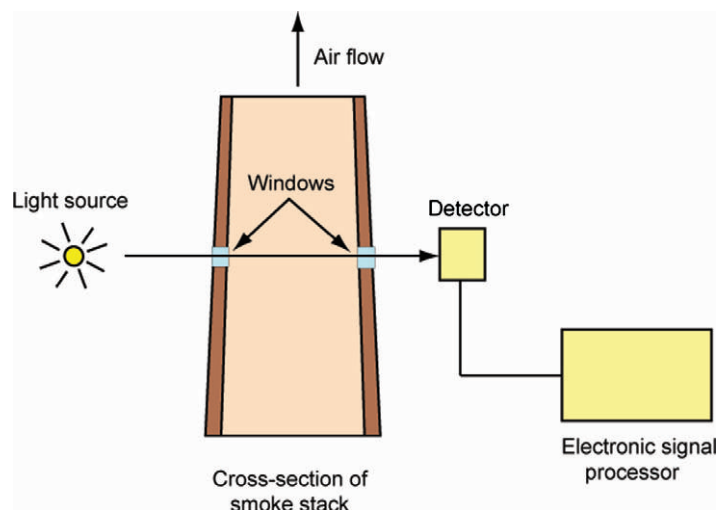 Air flow
Windows
Light source
Detector
Electronic signal
processor
Cross-section of
smoke stack